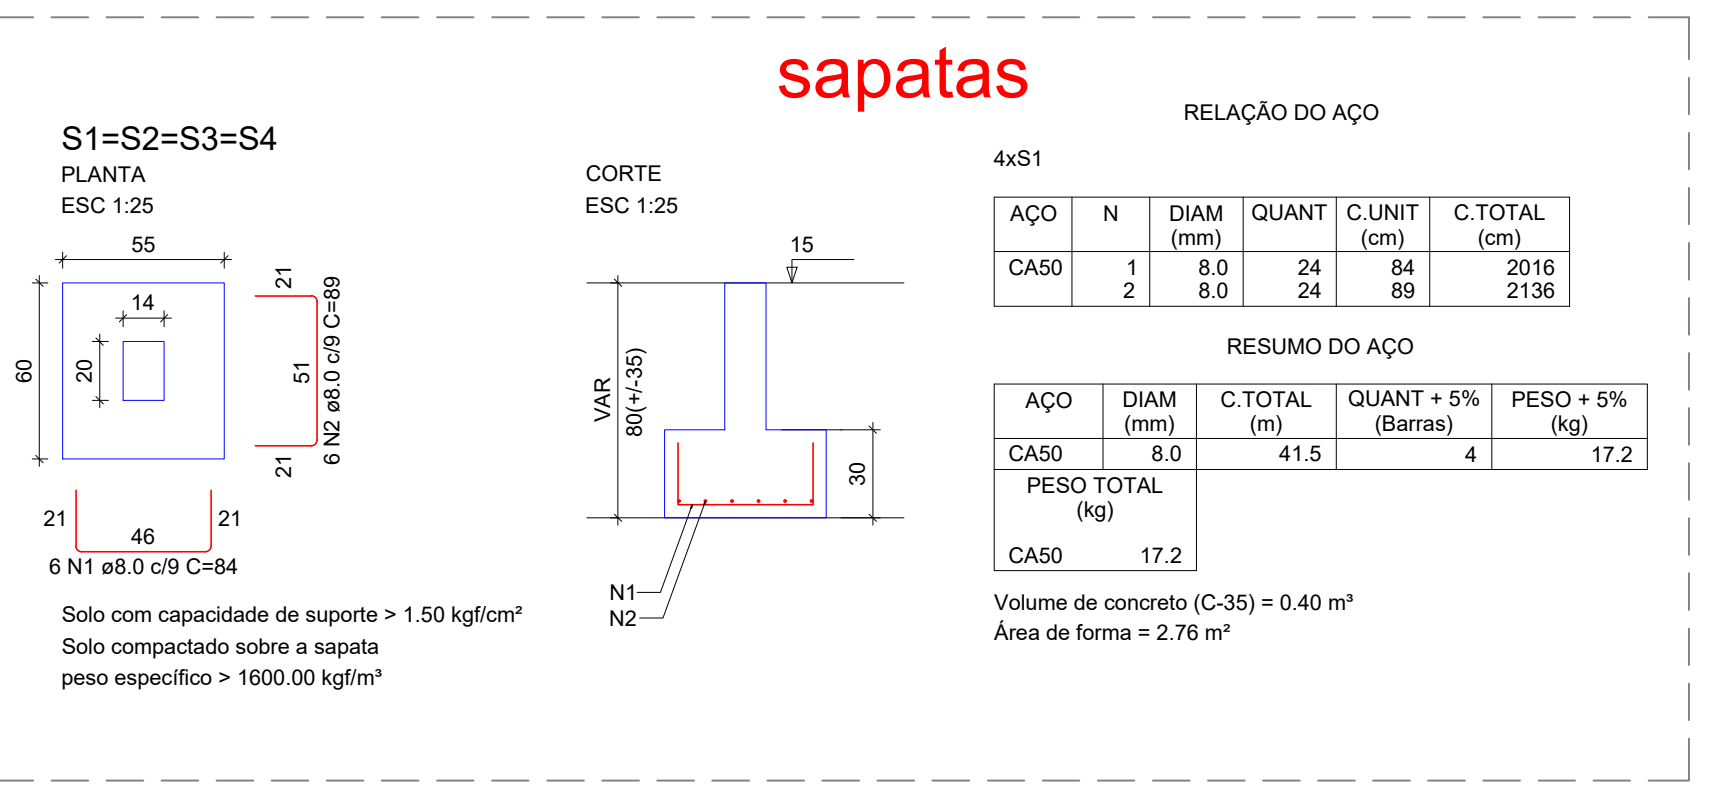 sapatas
S1=S2=S3=S4
PLANTA
ESC 1:25
55
14
60
20
21
51
21
6 N2 ø8.0 c/9 C=89
21
46
21
6 N1 ø8.0 c/9 C=84
Solo com capacidade de suporte > 1.50 kgf/cm²
Solo compactado sobre a sapata
peso específico > 1600.00 kgf/m³
CORTE
ESC 1:25
15
VAR
80(+/-35)
30
N1
N2
RELAÇÃO DO AÇO
4xS1
AÇO N DIAM (mm) QUANT C.UNIT (cm) C.TOTAL (cm)
CA50 1 8.0 24 84 2016
2 8.0 24 89 2136
RESUMO DO AÇO
AÇO DIAM (mm) C.TOTAL (m) QUANT + 5% (Barras) PESO + 5% (kg)
CA50 8.0 41.5 4 17.2
PESO TOTAL
(kg)
CA50 17.2
Volume de concreto (C-35) = 0.40 m³
Área de forma = 2.76 m²